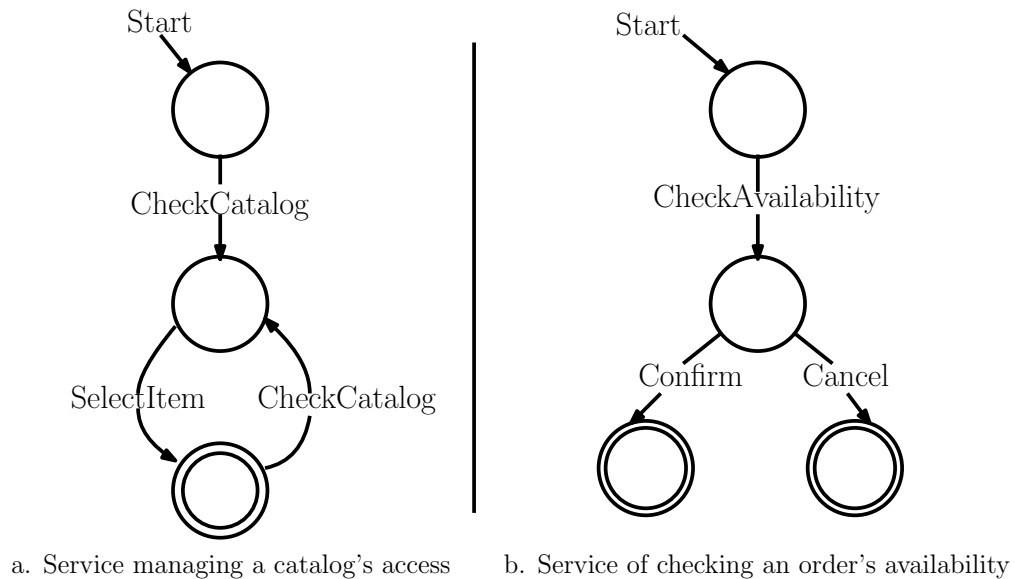 Start
CheckCatalog
SelectItem
CheckCatalog
a. Service managing a catalog's access
Start
CheckAvailability
Confirm
Cancel
b. Service of checking an order's availability